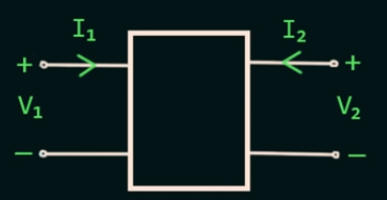 I₁ I₂
+ +
V₁ V₂
− −